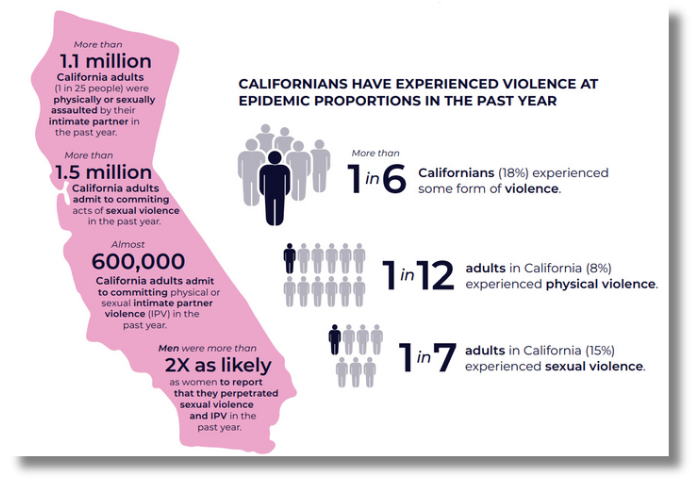 More than
1.1 million
California adults
(1 in 25 people) were
physically or sexually
assaulted by their
intimate partner in
the past year.
More than
1.5 million
California adults
admit to commiting
acts of sexual violence
in the past year.
Almost
600,000
California adults admit
to committing physical or
sexual intimate partner
violence (IPV) in the
past year.
Men were more than
2X as likely
as women to report
that they perpetrated
sexual violence
and IPV in the
past year.
CALIFORNIANS HAVE EXPERIENCED VIOLENCE AT
EPIDEMIC PROPORTIONS IN THE PAST YEAR
More than
1 in 6
Californians (18%) experienced
some form of violence.
1 in 12
adults in California (8%)
experienced physical violence.
1 in 7
adults in California (15%)
experienced sexual violence.